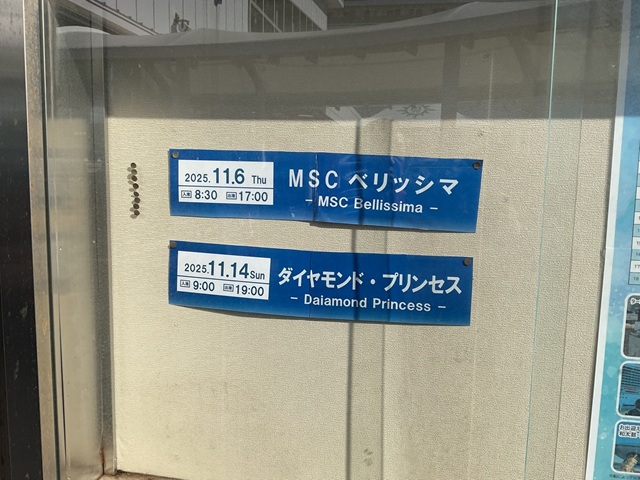 2025.11.6 Thu
入港 8:30 出港 17:00
MSC ベリッシマ
– MSC Bellissima –
2025.11.14 Sun
入港 9:00 出港 19:00
ダイヤモンド・プリンセス
– Daiamond Princess –